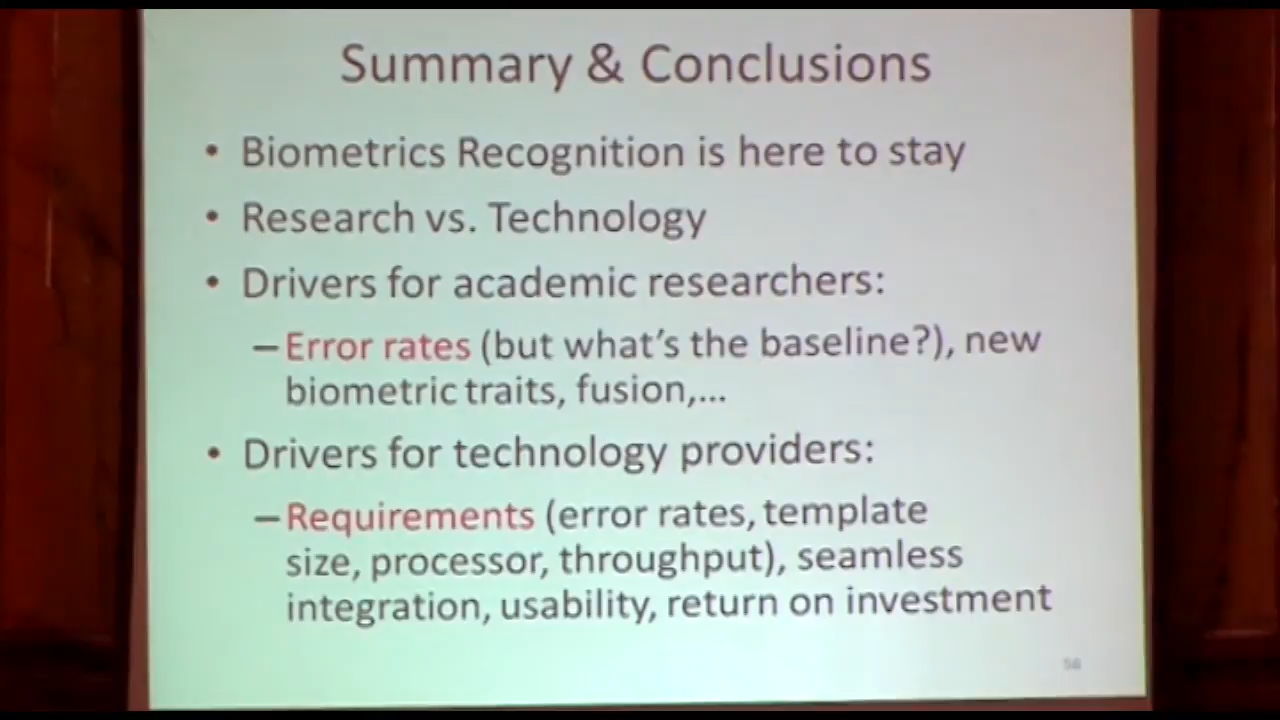 Summary & Conclusions
• Biometrics Recognition is here to stay
• Research vs. Technology
• Drivers for academic researchers:
– Error rates (but what's the baseline?), new
biometric traits, fusion,...
• Drivers for technology providers:
– Requirements (error rates, template
size, processor, throughput), seamless
integration, usability, return on investment